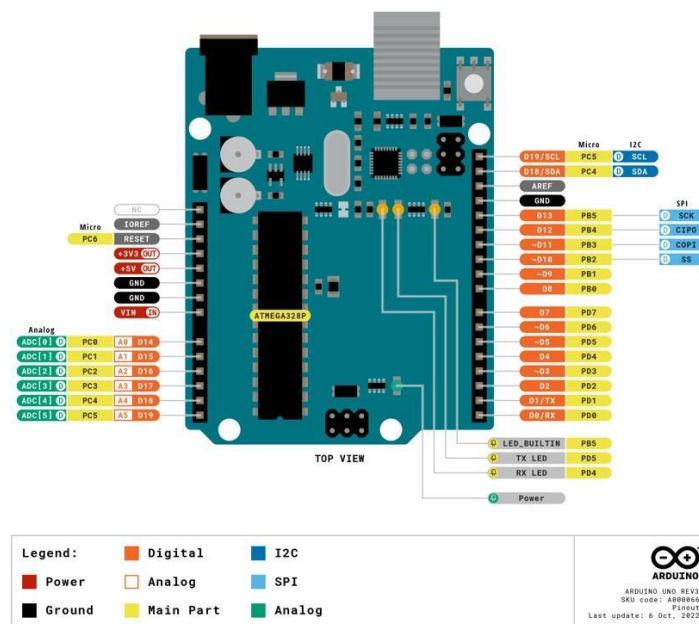 Micro I2C
D19/SCL PC5 D SCL
D18/SDA PC4 D SDA
AREF
GND
SPI
D13 PB5 D SCK
D12 PB4 D CIPO
~D11 PB3 D COPI
~D10 PB2 D SS
~D9 PB1
D8 PB0
D7 PD7
~D6 PD6
~D5 PD5
D4 PD4
~D3 PD3
D2 PD2
D1/TX PD1
D0/RX PD0
NC
IOREF
Micro
PC6 RESET
+3V3 OUT
+5V OUT
GND
GND
VIN IN
Analog
ADC[0] D PC0 A0 D14
ADC[1] D PC1 A1 D15
ADC[2] D PC2 A2 D16
ADC[3] D PC3 A3 D17
ADC[4] D PC4 A4 D18
ADC[5] D PC5 A5 D19
ATMEGA328P
LED_BUILTIN PB5
TX LED PD5
RX LED PD4
Power
TOP VIEW
Legend:
Digital
I2C
Power
Analog
SPI
Ground
Main Part
Analog
ARDUINO
ARDUINO UNO REV3
SKU code: A000066
Pinout
Last update: 6 Oct, 2022